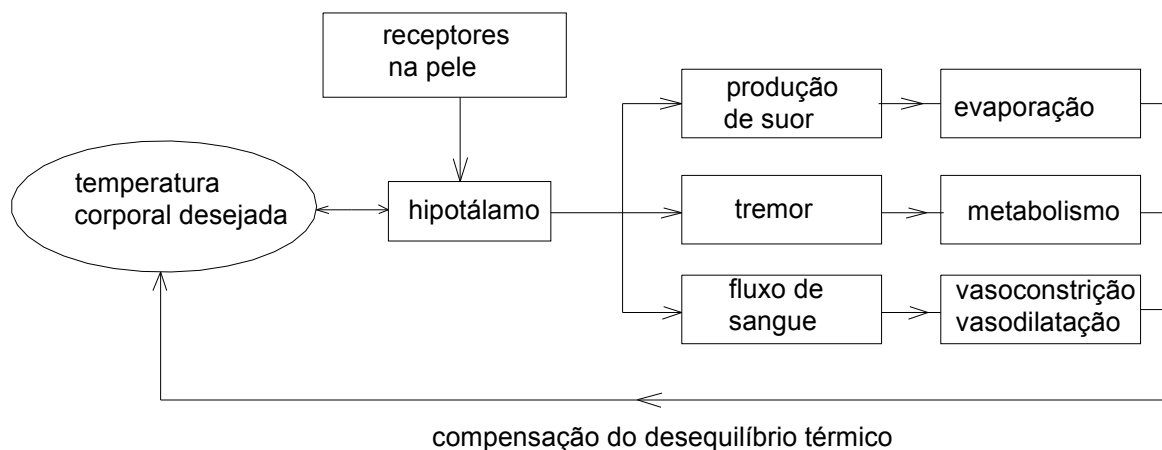 receptores
na pele
temperatura
corporal desejada
hipotálamo
produção
de suor
evaporação
tremor
metabolismo
fluxo de
sangue
vasoconstrição
vasodilatação
compensação do desequilíbrio térmico